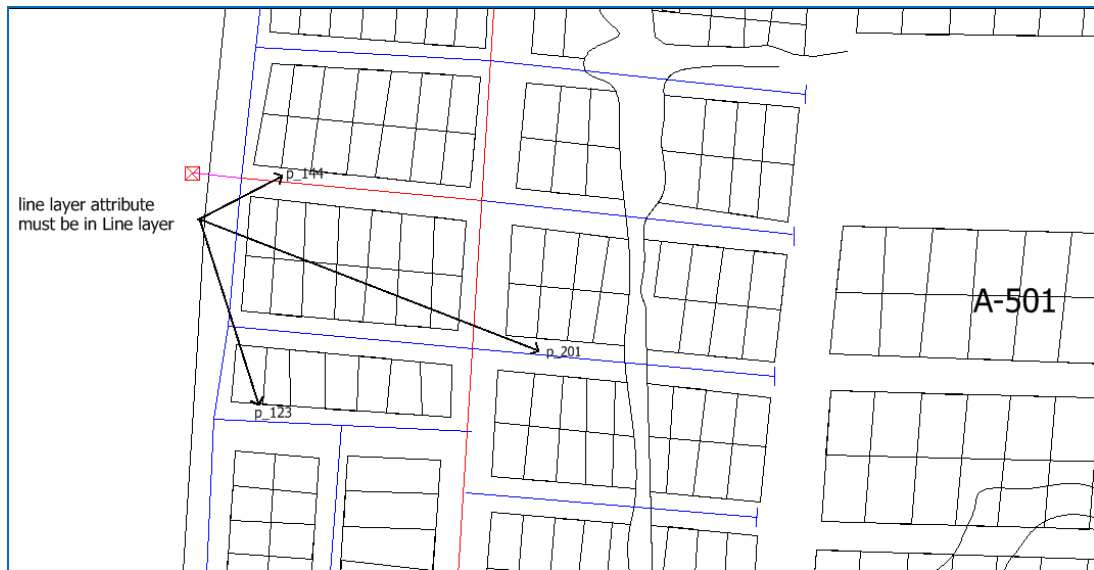 p_144
line layer attribute
must be in Line layer
A-501
p_201
p_123